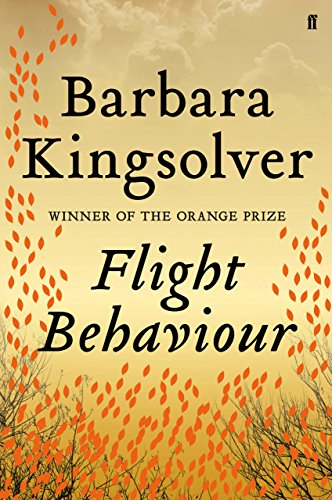 ff
Barbara
Kingsolver
WINNER OF THE ORANGE PRIZE
Flight
Behaviour